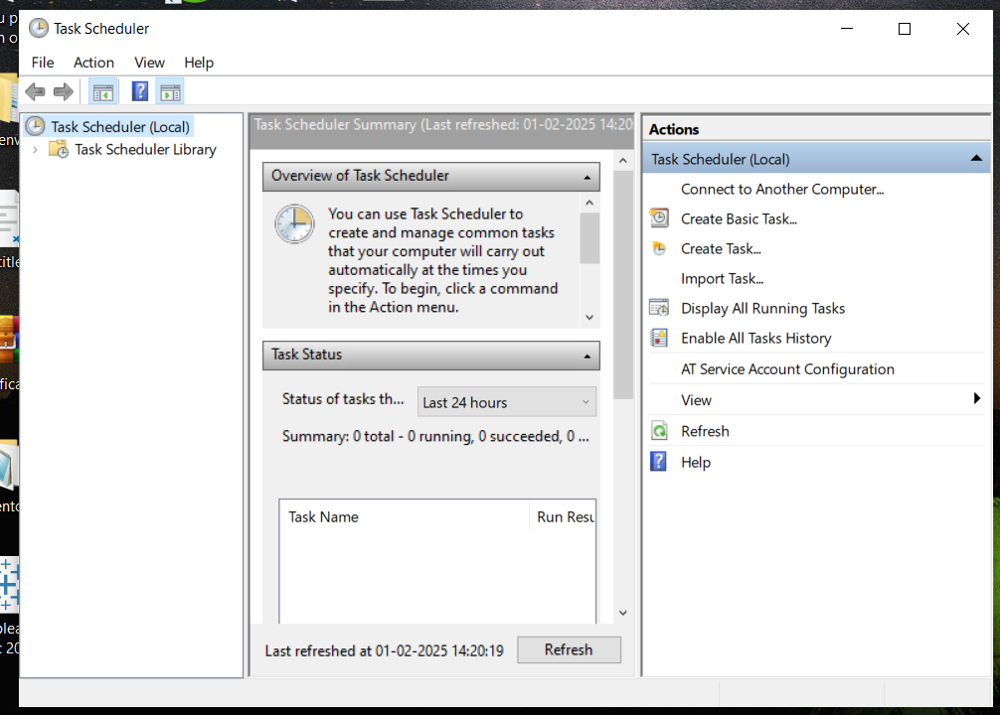 Task Scheduler
File Action View Help
Task Scheduler (Local)
Task Scheduler Library
Task Scheduler Summary (Last refreshed: 01-02-2025 14:20
Overview of Task Scheduler
You can use Task Scheduler to
create and manage common tasks
that your computer will carry out
automatically at the times you
specify. To begin, click a command
in the Action menu.
Task Status
Status of tasks th... Last 24 hours
Summary: 0 total - 0 running, 0 succeeded, 0 ...
Task Name Run Resu
Last refreshed at 01-02-2025 14:20:19 Refresh
Actions
Task Scheduler (Local)
Connect to Another Computer...
Create Basic Task...
Create Task...
Import Task...
Display All Running Tasks
Enable All Tasks History
AT Service Account Configuration
View
Refresh
Help